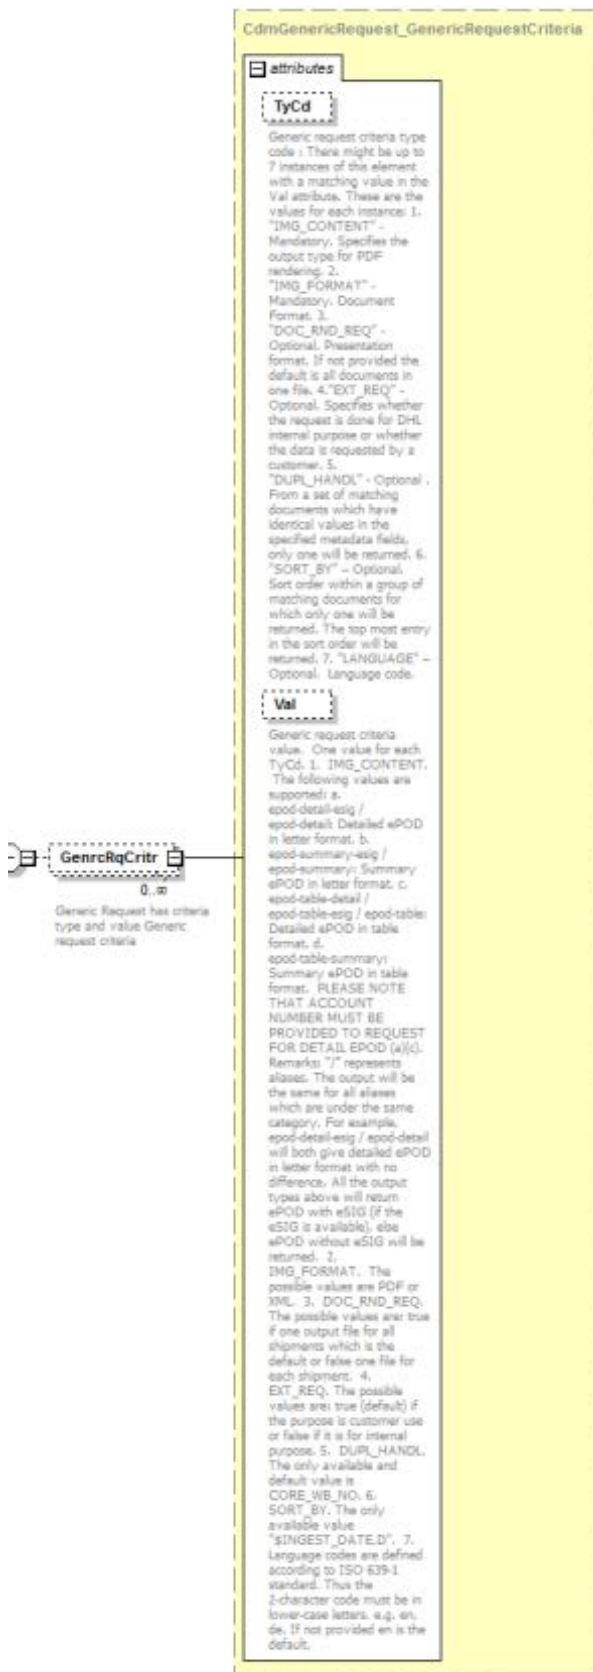 CdmGenericRequest_GenericRequestCriteria
attributes
TyCd
Generic request criteria type
code : There might be up to
7 instances of this element
with a matching value in the
Val attribute. These are the
values for each instance: 1.
"IMG_CONTENT" -
Mandatory. Specifies the
output type for PDF
rendering. 2.
"IMG_FORMAT" -
Mandatory. Document
Format. 3.
"DOC_RND_REQ" -
Optional. Presentation
format. If not provided the
default is all documents in
one file. 4."EXT_REQ" -
Optional. Specifies whether
the request is done for DHL
internal purpose or whether
the data is requested by a
customer. 5.
"DUPL_HANDL" - Optional .
From a set of matching
documents which have
identical values in the
specified metadata fields,
only one will be returned. 6.
"SORT_BY" – Optional.
Sort order within a group of
matching documents for
which only one will be
returned. The top most entry
in the sort order will be
returned. 7. "LANGUAGE" –
Optional. Language code.
Val
Generic request criteria
value. One value for each
TyCd. 1. IMG_CONTENT.
The following values are
supported: a.
epod-detail-esig /
epod-detail: Detailed ePOD
in letter format. b.
epod-summary-esig /
epod-summary: Summary
ePOD in letter format. c.
epod-table-detail /
epod-table-esig / epod-table:
Detailed ePOD in table
format. d.
epod-table-summary:
Summary ePOD in table
format. PLEASE NOTE
THAT ACCOUNT
NUMBER MUST BE
PROVIDED TO REQUEST
FOR DETAIL EPOD (a)(c).
Remarks: "/" represents
aliases. The output will be
the same for all aliases
which are under the same
category. For example,
epod-detail-esig / epod-detail
will both give detailed ePOD
in letter format with no
difference. All the output
types above will return
ePOD with eSIG (if the
eSIG is available), else
ePOD without eSIG will be
returned. 2.
IMG_FORMAT. The
possible values are PDF or
XML. 3. DOC_RND_REQ.
The possible values are: true
if one output file for all
shipments which is the
default or false one file for
each shipment. 4.
EXT_REQ. The possible
values are: true (default) if
the purpose is customer use
or false if it is for internal
purpose. 5. DUPL_HANDL.
The only available and
default value is
CORE_WB_NO. 6.
SORT_BY. The only
available value
"$INGEST_DATE,D". 7.
Language codes are defined
according to ISO 639-1
standard. Thus the
2-character code must be in
lower-case letters. e.g. en,
de. If not provided en is the
default.
GenrcRqCritr
0..∞
Generic Request has criteria
type and value Generic
request criteria